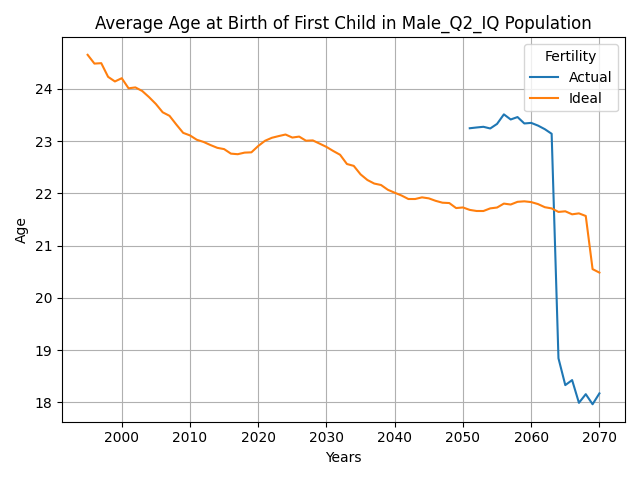 Average Age at Birth of First Child in Male_Q2_IQ Population
Fertility
Actual
Ideal
Age
24
23
22
21
20
19
18
2000 2010 2020 2030 2040 2050 2060 2070
Years